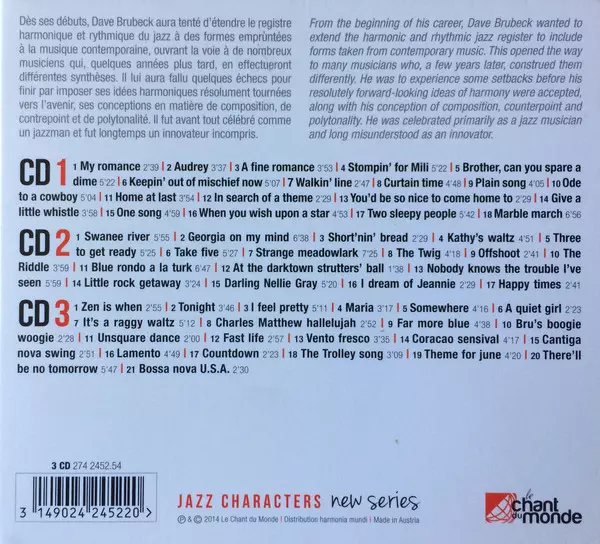 Dès ses débuts, Dave Brubeck aura tenté d'étendre le registre
harmonique et rythmique du jazz à des formes empruntées
à la musique contemporaine, ouvrant la voie à de nombreux
musiciens qui, quelques années plus tard, en effectueront
différentes synthèses. Il lui aura fallu quelques échecs pour
finir par imposer ses idées harmoniques résolument tournées
vers l'avenir, ses conceptions en matière de composition, de
contrepoint et de polytonalité. Il fut avant tout célébré comme
un jazzman et fut longtemps un innovateur incompris.
From the beginning of his career, Dave Brubeck wanted to
extend the harmonic and rhythmic jazz register to include
forms taken from contemporary music. This opened the way
to many musicians who, a few years later, construed them
differently. He was to experience some setbacks before his
resolutely forward-looking ideas of harmony were accepted,
along with his conception of composition, counterpoint and
polytonality. He was celebrated primarily as a jazz musician
and long misunderstood as an innovator.
CD 1 1 My romance 2'39 | 2 Audrey 3'37 | 3 A fine romance 3'53 | 4 Stompin' for Mili 5'22 | 5 Brother, can you spare a
dime 5'22 | 6 Keepin' out of mischief now 5'07 | 7 Walkin' line 2'47 | 8 Curtain time 4'48 | 9 Plain song 4'05 | 10 Ode
to a cowboy 5'04 | 11 Home at last 3'54 | 12 In search of a theme 2'29 | 13 You'd be so nice to come home to 2'29 | 14 Give a
little whistle 3'58 | 15 One song 4'59 | 16 When you wish upon a star 4'53 | 17 Two sleepy people 5'42 | 18 Marble march 6'56
CD 2 1 Swanee river 5'55 | 2 Georgia on my mind 6'38 | 3 Short'nin' bread 2'29 | 4 Kathy's waltz 4'51 | 5 Three
to get ready 5'25 | 6 Take five 5'27 | 7 Strange meadowlark 7'25 | 8 The Twig 4'18 | 9 Offshoot 2'41 | 10 The
Riddle 3'59 | 11 Blue rondo a la turk 6'47 | 12 At the darktown strutters' ball 1'38 | 13 Nobody knows the trouble I've
seen 5'59 | 14 Little rock getaway 3'24 | 15 Darling Nellie Gray 5'20 | 16 I dream of Jeannie 2'29 | 17 Happy times 2'41
CD 3 1 Zen is when 2'55 | 2 Tonight 3'46 | 3 I feel pretty 5'11 | 4 Maria 3'17 | 5 Somewhere 4'16 | 6 A quiet girl 2'23
| 7 It's a raggy waltz 5'12 | 8 Charles Matthew hallelujah 2'52 | 9 Far more blue 4'38 | 10 Bru's boogie
woogie 2'28 | 11 Unsquare dance 2'00 | 12 Fast life 2'57 | 13 Vento fresco 3'35 | 14 Coracao sensival 4'17 | 15 Cantiga
nova swing 2'51 | 16 Lamento 4'49 | 17 Countdown 2'23 | 18 The Trolley song 3'09 | 19 Theme for june 4'40 | 20 There'll
be no tomorrow 5'47 | 21 Bossa nova U.S.A. 2'30
3 CD 274 2452.54
3 149024 245220 >
JAZZ CHARACTERS new series
℗ & © 2014 Le Chant du Monde | Distribution harmonia mundi | Made in Austria
le
chant
du monde